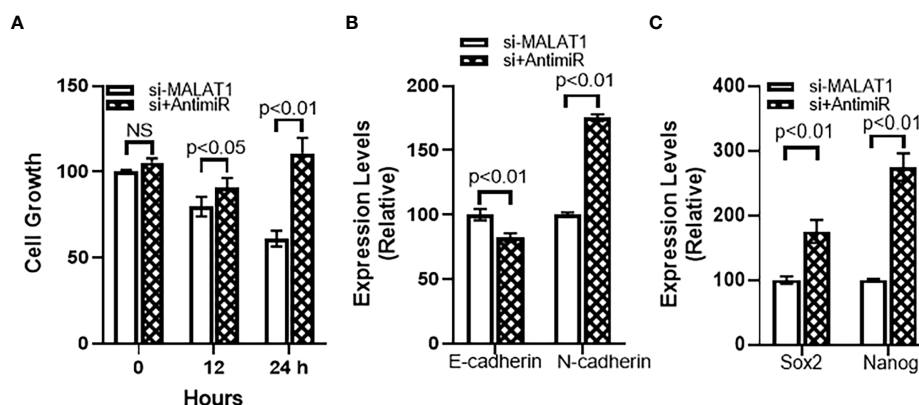 A
si-MALAT1
si+AntimiR
Cell Growth
150
100
50
0
NS
p<0.05
p<0.01
0
12
24 h
Hours
B
si-MALAT1
si+AntimiR
Expression Levels
(Relative)
200
150
100
50
0
p<0.01
p<0.01
E-cadherin
N-cadherin
C
si-MALAT1
si+AntimiR
Expression Levels
(Relative)
400
300
200
100
0
p<0.01
p<0.01
Sox2
Nanog